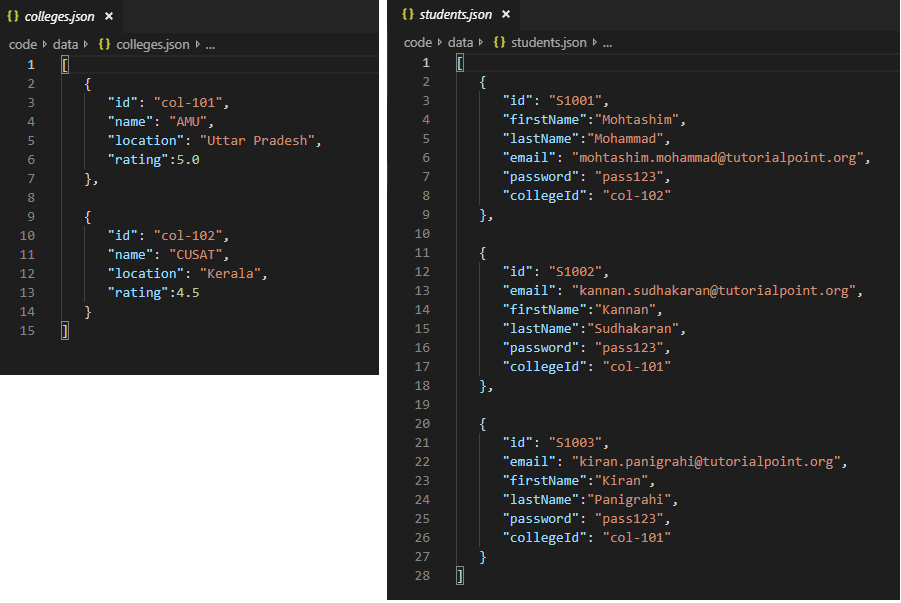 {} colleges.json ×
code ▸ data ▸ {} colleges.json ▸ ...
1 [
2 {
3 "id": "col-101",
4 "name": "AMU",
5 "location": "Uttar Pradesh",
6 "rating":5.0
7 },
8
9 {
10 "id": "col-102",
11 "name": "CUSAT",
12 "location": "Kerala",
13 "rating":4.5
14 }
15 ]
{} students.json ×
code ▸ data ▸ {} students.json ▸ ...
1 [
2 {
3 "id": "S1001",
4 "firstName":"Mohtashim",
5 "lastName":"Mohammad",
6 "email": "mohtashim.mohammad@tutorialpoint.org",
7 "password": "pass123",
8 "collegeId": "col-102"
9 },
10
11 {
12 "id": "S1002",
13 "email": "kannan.sudhakaran@tutorialpoint.org",
14 "firstName":"Kannan",
15 "lastName":"Sudhakaran",
16 "password": "pass123",
17 "collegeId": "col-101"
18 },
19
20 {
21 "id": "S1003",
22 "email": "kiran.panigrahi@tutorialpoint.org",
23 "firstName":"Kiran",
24 "lastName":"Panigrahi",
25 "password": "pass123",
26 "collegeId": "col-101"
27 }
28 ]